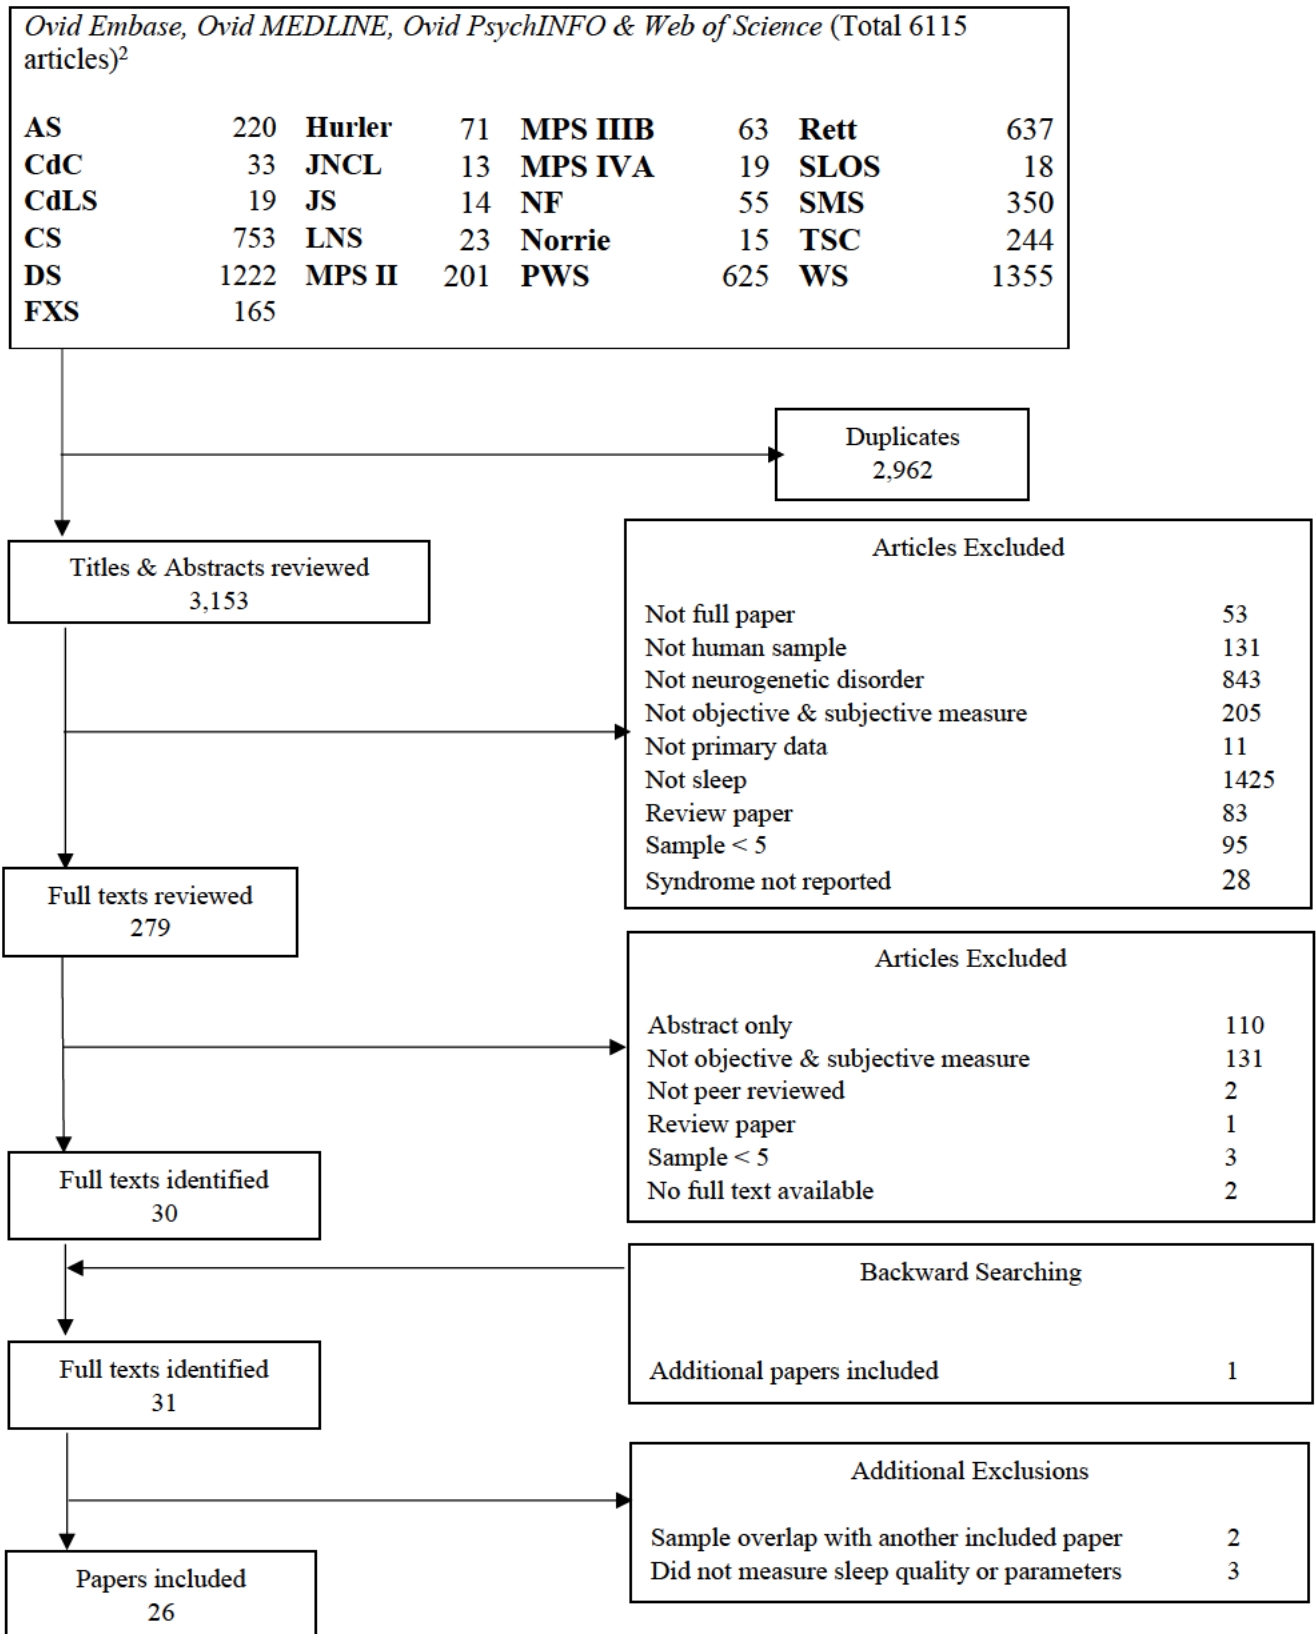 Ovid Embase, Ovid MEDLINE, Ovid PsychINFO & Web of Science (Total 6115
articles)²
AS 220 Hurler 71 MPS IIIB 63 Rett 637
CdC 33 JNCL 13 MPS IVA 19 SLOS 18
CdLS 19 JS 14 NF 55 SMS 350
CS 753 LNS 23 Norrie 15 TSC 244
DS 1222 MPS II 201 PWS 625 WS 1355
FXS 165
Duplicates
2,962
Titles & Abstracts reviewed
3,153
Articles Excluded
Not full paper 53
Not human sample 131
Not neurogenetic disorder 843
Not objective & subjective measure 205
Not primary data 11
Not sleep 1425
Review paper 83
Sample < 5 95
Syndrome not reported 28
Full texts reviewed
279
Articles Excluded
Abstract only 110
Not objective & subjective measure 131
Not peer reviewed 2
Review paper 1
Sample < 5 3
No full text available 2
Full texts identified
30
Backward Searching
Additional papers included 1
Full texts identified
31
Additional Exclusions
Sample overlap with another included paper 2
Did not measure sleep quality or parameters 3
Papers included
26